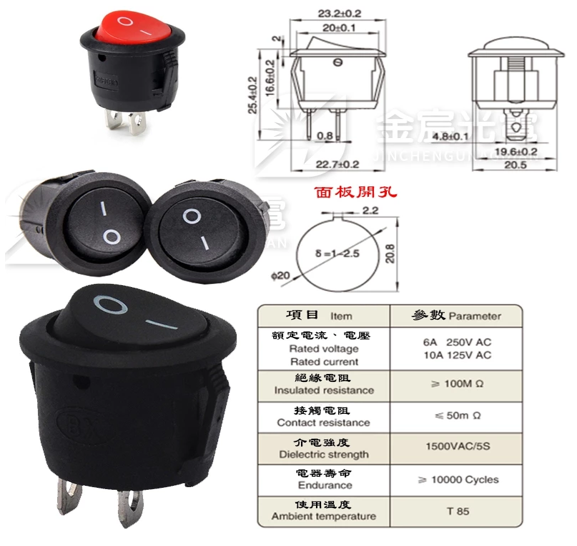 23.2±0.2
20±0.1
2
16.6±0.2
25.4±0.2
0.8
22.7±0.2
4.8±0.1
19.6±0.2
20.5
金宸光電
面板開孔
2.2
δ=1~2.5
20.8
φ20
項目 Item
參數 Parameter
額定電流、電壓
Rated voltage
Rated current
6A 250V AC
10A 125V AC
絕緣電阻
Insulated resistance
≥ 100M Ω
接觸電阻
Contact resistance
≤ 50m Ω
介電強度
Dielectric strength
1500VAC/5S
電器壽命
Endurance
≥ 10000 Cycles
使用溫度
Ambient temperature
T 85